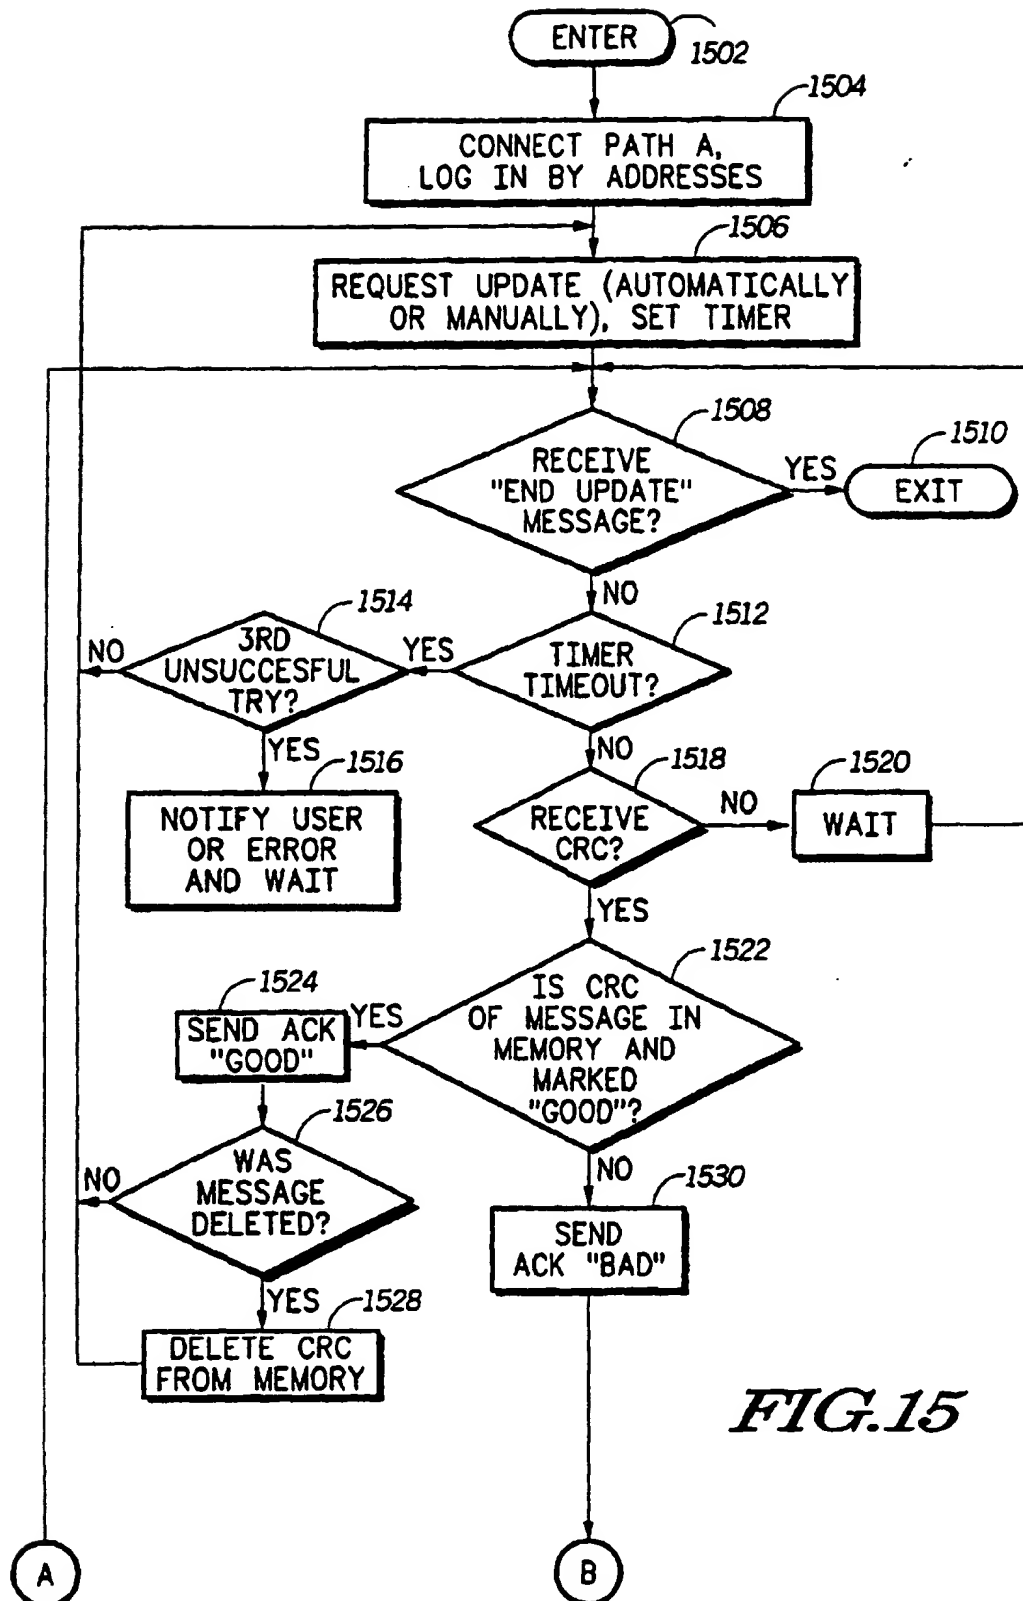 ENTER
1502
1504
CONNECT PATH A,
LOG IN BY ADDRESSES
1506
REQUEST UPDATE (AUTOMATICALLY
OR MANUALLY), SET TIMER
1508
RECEIVE
"END UPDATE"
MESSAGE?
YES
1510
EXIT
NO
1512
TIMER
TIMEOUT?
YES
1514
3RD
UNSUCCESFUL
TRY?
NO
YES
1516
NOTIFY USER
OR ERROR
AND WAIT
NO
1518
RECEIVE
CRC?
NO
1520
WAIT
YES
1522
IS CRC
OF MESSAGE IN
MEMORY AND
MARKED
"GOOD"?
YES
1524
SEND ACK
"GOOD"
1526
WAS
MESSAGE
DELETED?
NO
YES
1528
DELETE CRC
FROM MEMORY
NO
1530
SEND
ACK "BAD"
FIG.15
A
B